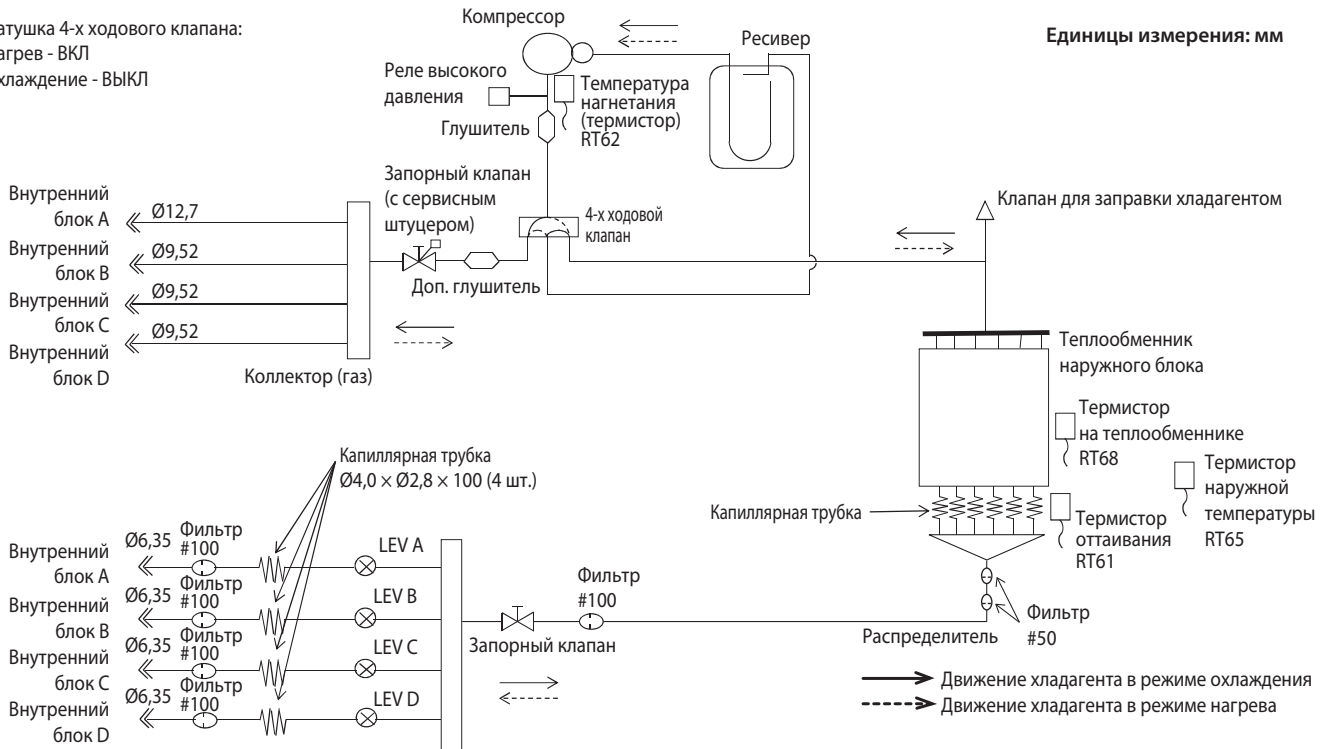 атушка 4-х ходового клапана:
агрев - ВКЛ
хлаждение - ВЫКЛ
Компрессор
Ресивер
Единицы измерения: мм
Реле высокого
давления
Температура
нагнетания
(термистор)
RT62
Глушитель
Запорный клапан
(с сервисным
штуцером)
4-х ходовой
клапан
Клапан для заправки хладагентом
Внутренний
блок A
Ø12,7
Внутренний
блок B
Ø9,52
Внутренний
блок C
Ø9,52
Внутренний
блок D
Ø9,52
Доп. глушитель
Коллектор (газ)
Теплообменник
наружного блока
Термистор
на теплообменнике
RT68
Термистор
наружной
температуры
RT65
Капиллярная трубка
Ø4,0 × Ø2,8 × 100 (4 шт.)
Капиллярная трубка
Термистор
оттаивания
RT61
Внутренний
блок A
Ø6,35
Фильтр
#100
LEV A
Внутренний
блок B
Ø6,35
Фильтр
#100
LEV B
Внутренний
блок C
Ø6,35
Фильтр
#100
LEV C
Внутренний
блок D
Ø6,35
Фильтр
#100
LEV D
Фильтр
#100
Запорный клапан
Распределитель
Фильтр
#50
Движение хладагента в режиме охлаждения
Движение хладагента в режиме нагрева